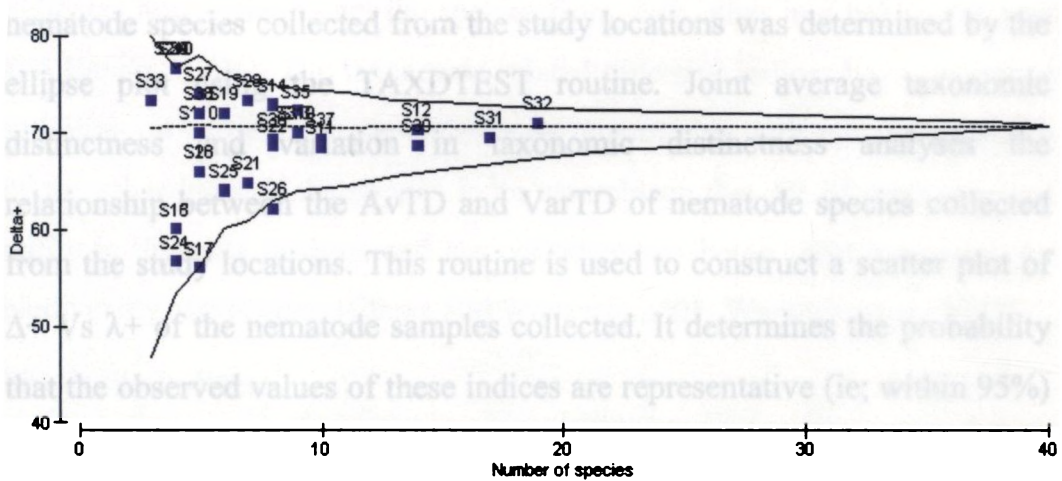 nematode species collected from the study locations was determined by the
80
S33
S27
S19
S35
ellipse the TAXDTEST routine. Joint average taxonomic
S12
S32
S31
S37
S11
70
distinctness and variation in taxonomic distinctness analyses the
S25
S21
S26
relationship between the AvTD and VarTD of nematode species collected
S18
60
Delta+
S24
S17
from the study locations. This routine is used to construct a scatter plot of
50
Δ+ Vs λ+ of the nematode samples collected. It determines the probability
that the observed values of these indices are representative (ie; within 95%)
40
0 10 20 30 40
Number of species